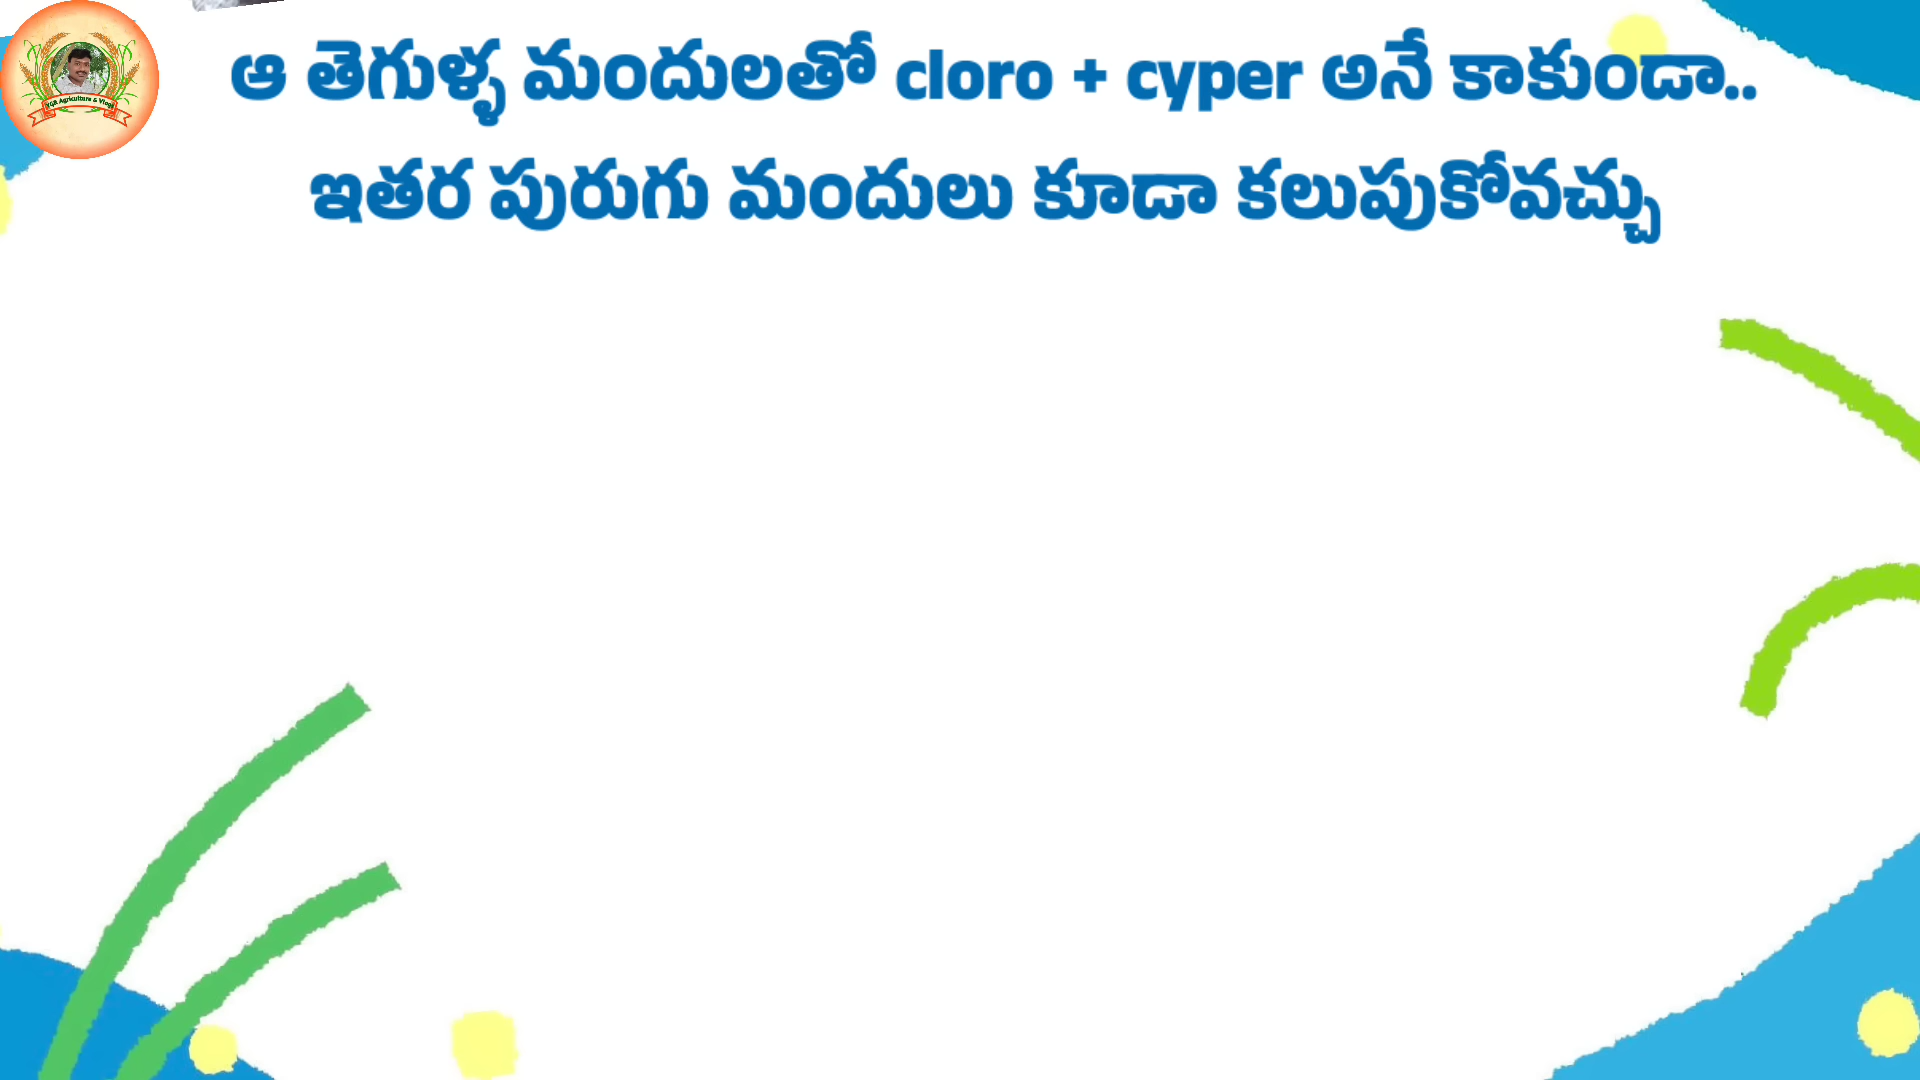 ఆ తెగుళ్ళ మందులతో cloro + cyper అనే కాకుండా..
ఇతర పురుగు మందులు కూడా కలుపుకోవచ్చు